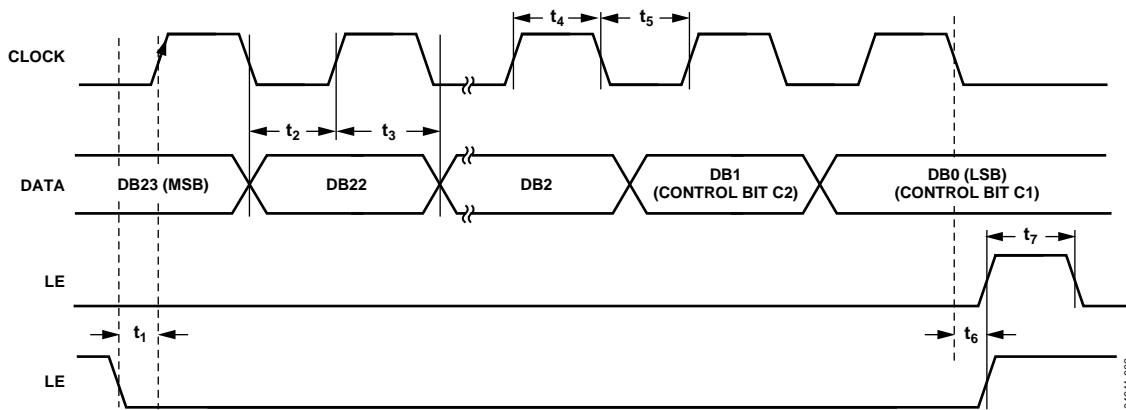 t4 t5
CLOCK
t2 t3
DATA
DB23 (MSB) DB22 DB2 DB1
(CONTROL BIT C2) DB0 (LSB)
(CONTROL BIT C1)
t7
LE
t1 t6
LE